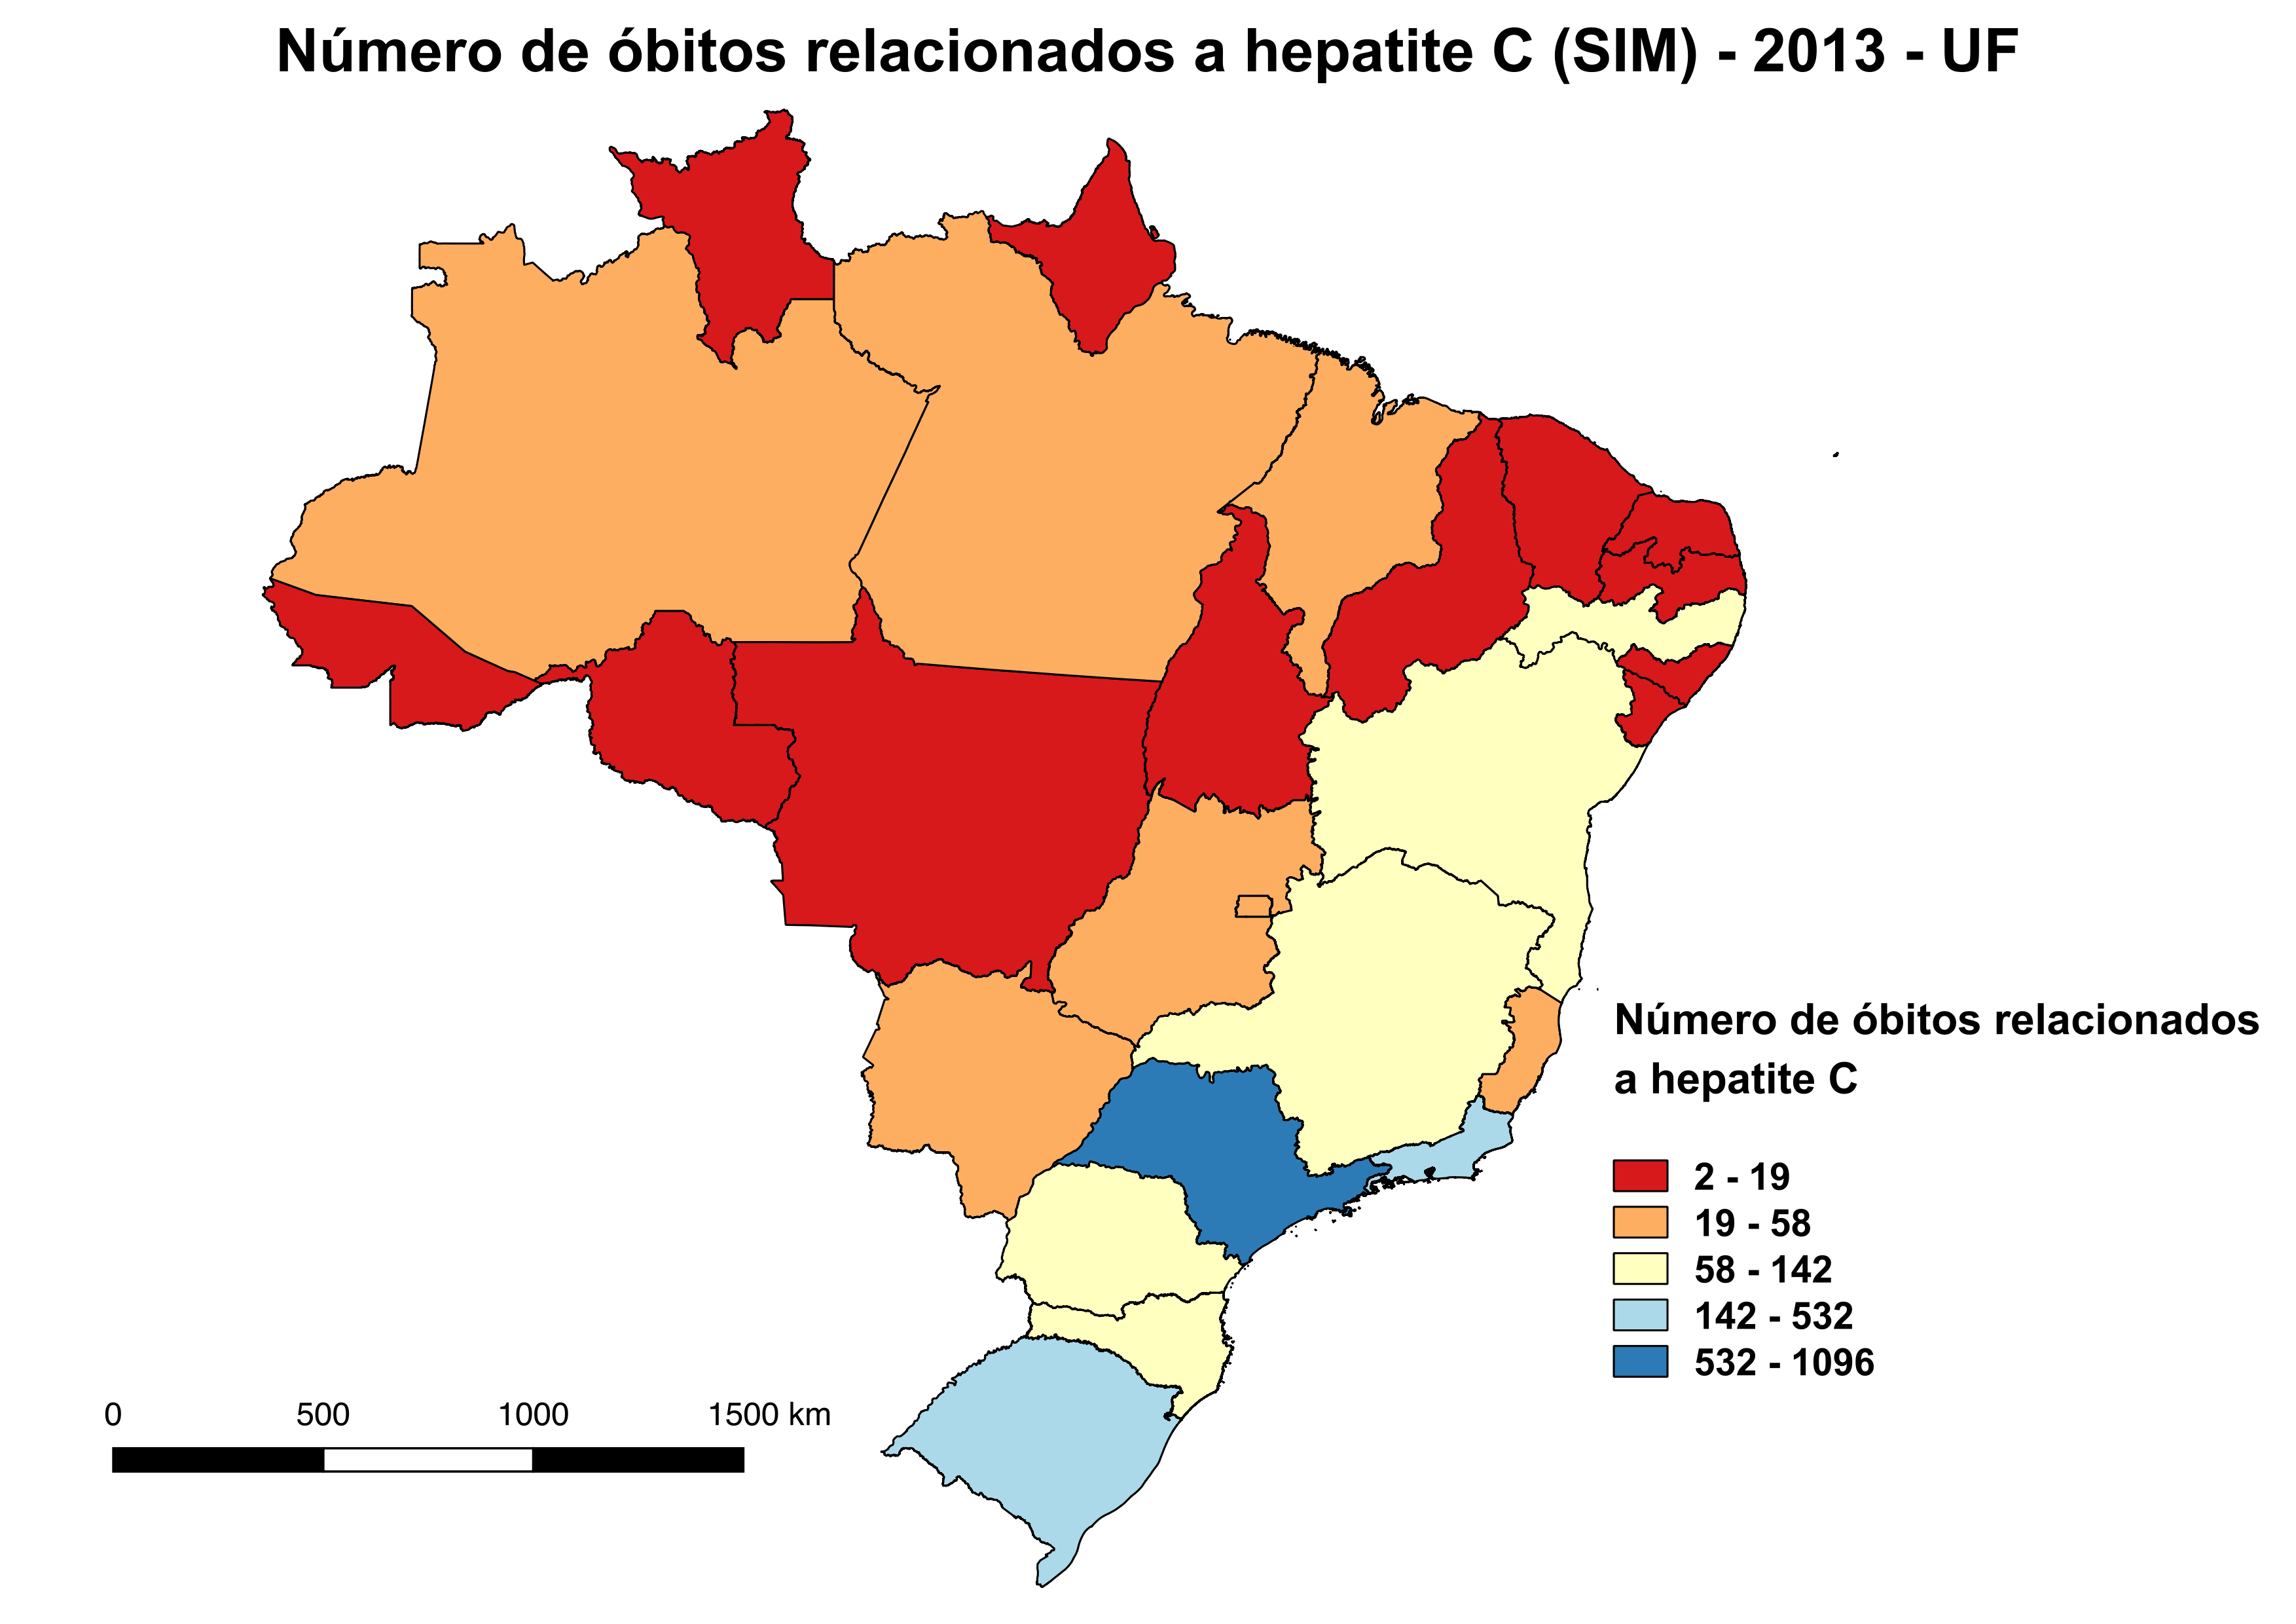 Número de óbitos relacionados a hepatite C (SIM) - 2013 - UF
Número de óbitos relacionados
a hepatite C
2 - 19
19 - 58
58 - 142
142 - 532
532 - 1096
0 500 1000 1500 km